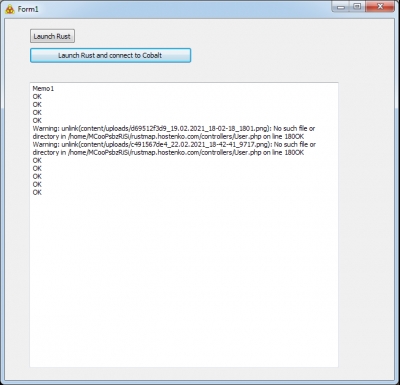 Form1
Launch Rust
Launch Rust and connect to Cobalt
Memo1
OK
OK
OK
OK
Warning: unlink(content/uploads/d69512f3d9_19.02.2021_18-02-18_1801.png): No such file or
directory in /home/MCooPsbzRi5i/rustmap.hostenko.com/controllers/User.php on line 180OK
Warning: unlink(content/uploads/c491567de4_22.02.2021_18-42-41_9717.png): No such file or
directory in /home/MCooPsbzRi5i/rustmap.hostenko.com/controllers/User.php on line 180OK
OK
OK
OK
OK
OK